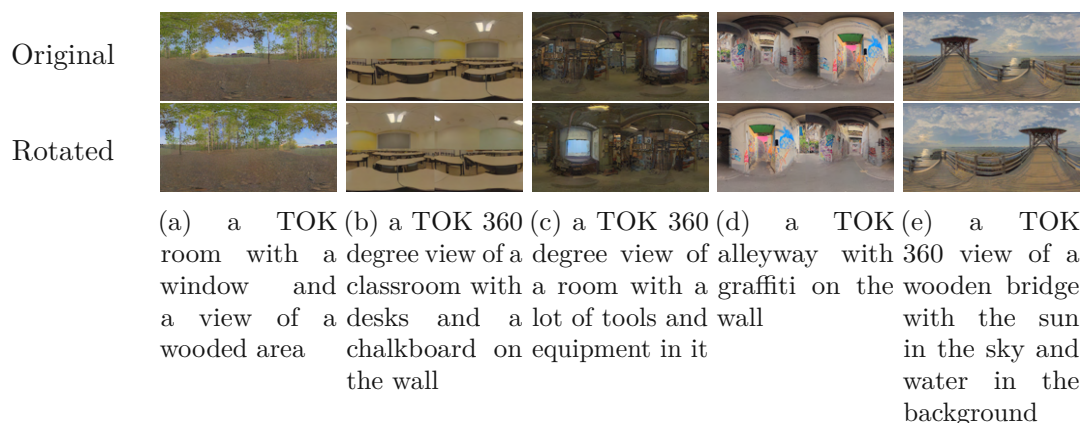 Original
Rotated
(a) a TOK
room with a
window and
a view of a
wooded area
(b) a TOK 360
degree view of a
classroom with
desks and a
chalkboard on
the wall
(c) a TOK 360
degree view of
a room with a
lot of tools and
equipment in it
(d) a TOK
alleyway with
graffiti on the
wall
(e) a TOK
360 view of a
wooden bridge
with the sun
in the sky and
water in the
background